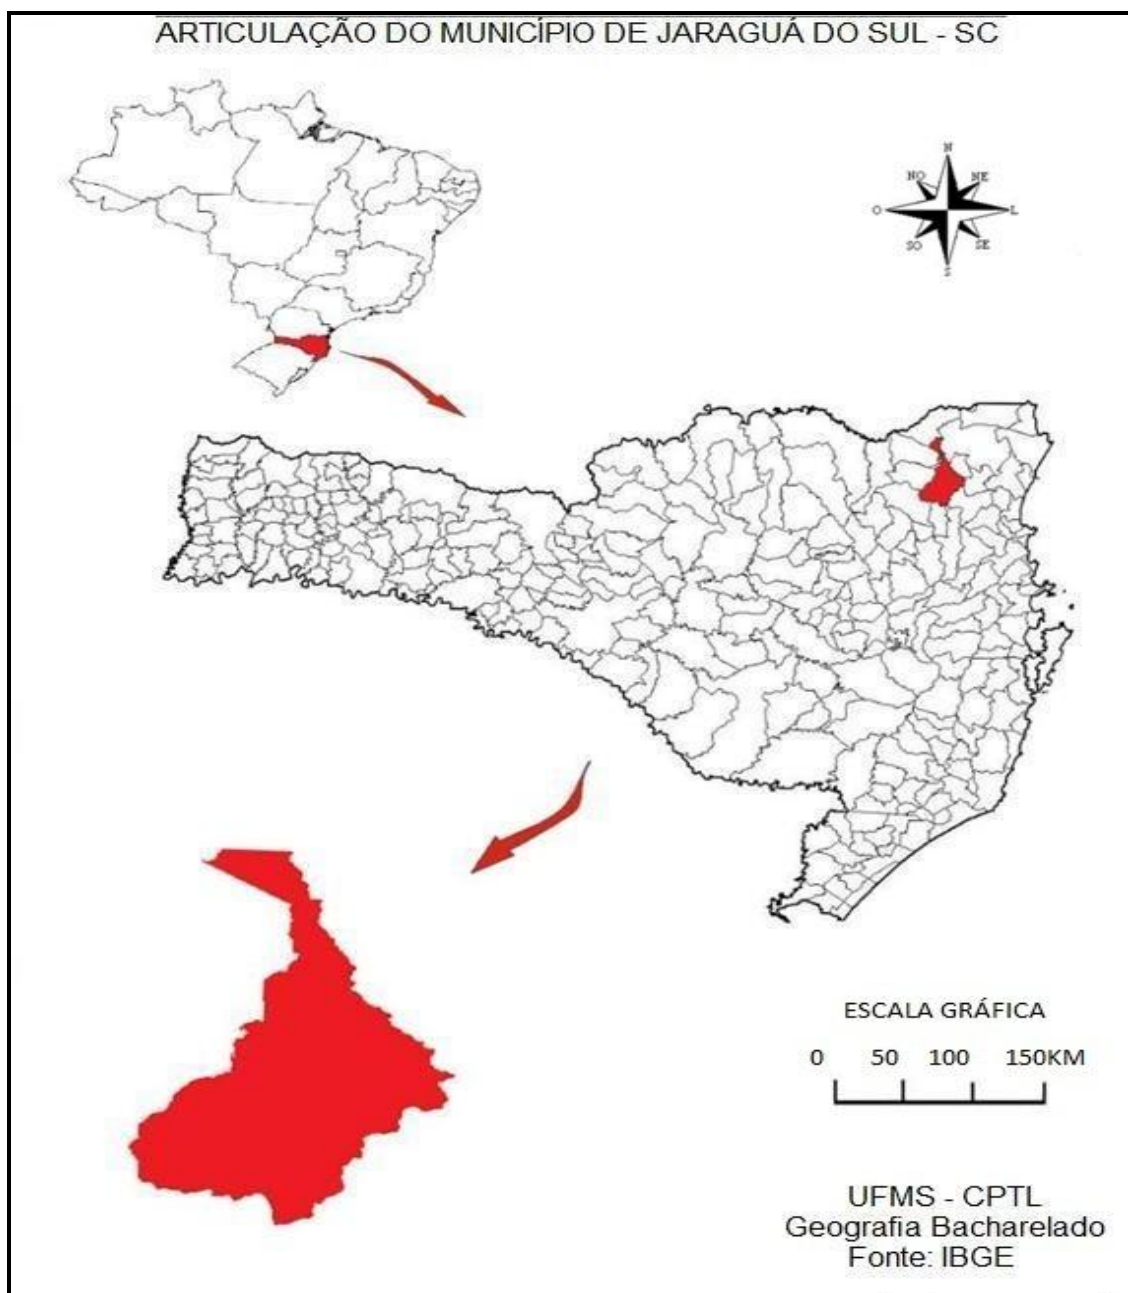 ARTICULAÇÃO DO MUNICÍPIO DE JARAGUÁ DO SUL - SC
N
NO NE
O L
SO SE
S
ESCALA GRÁFICA
0 50 100 150KM
UFMS - CPTL
Geografia Bacharelado
Fonte: IBGE